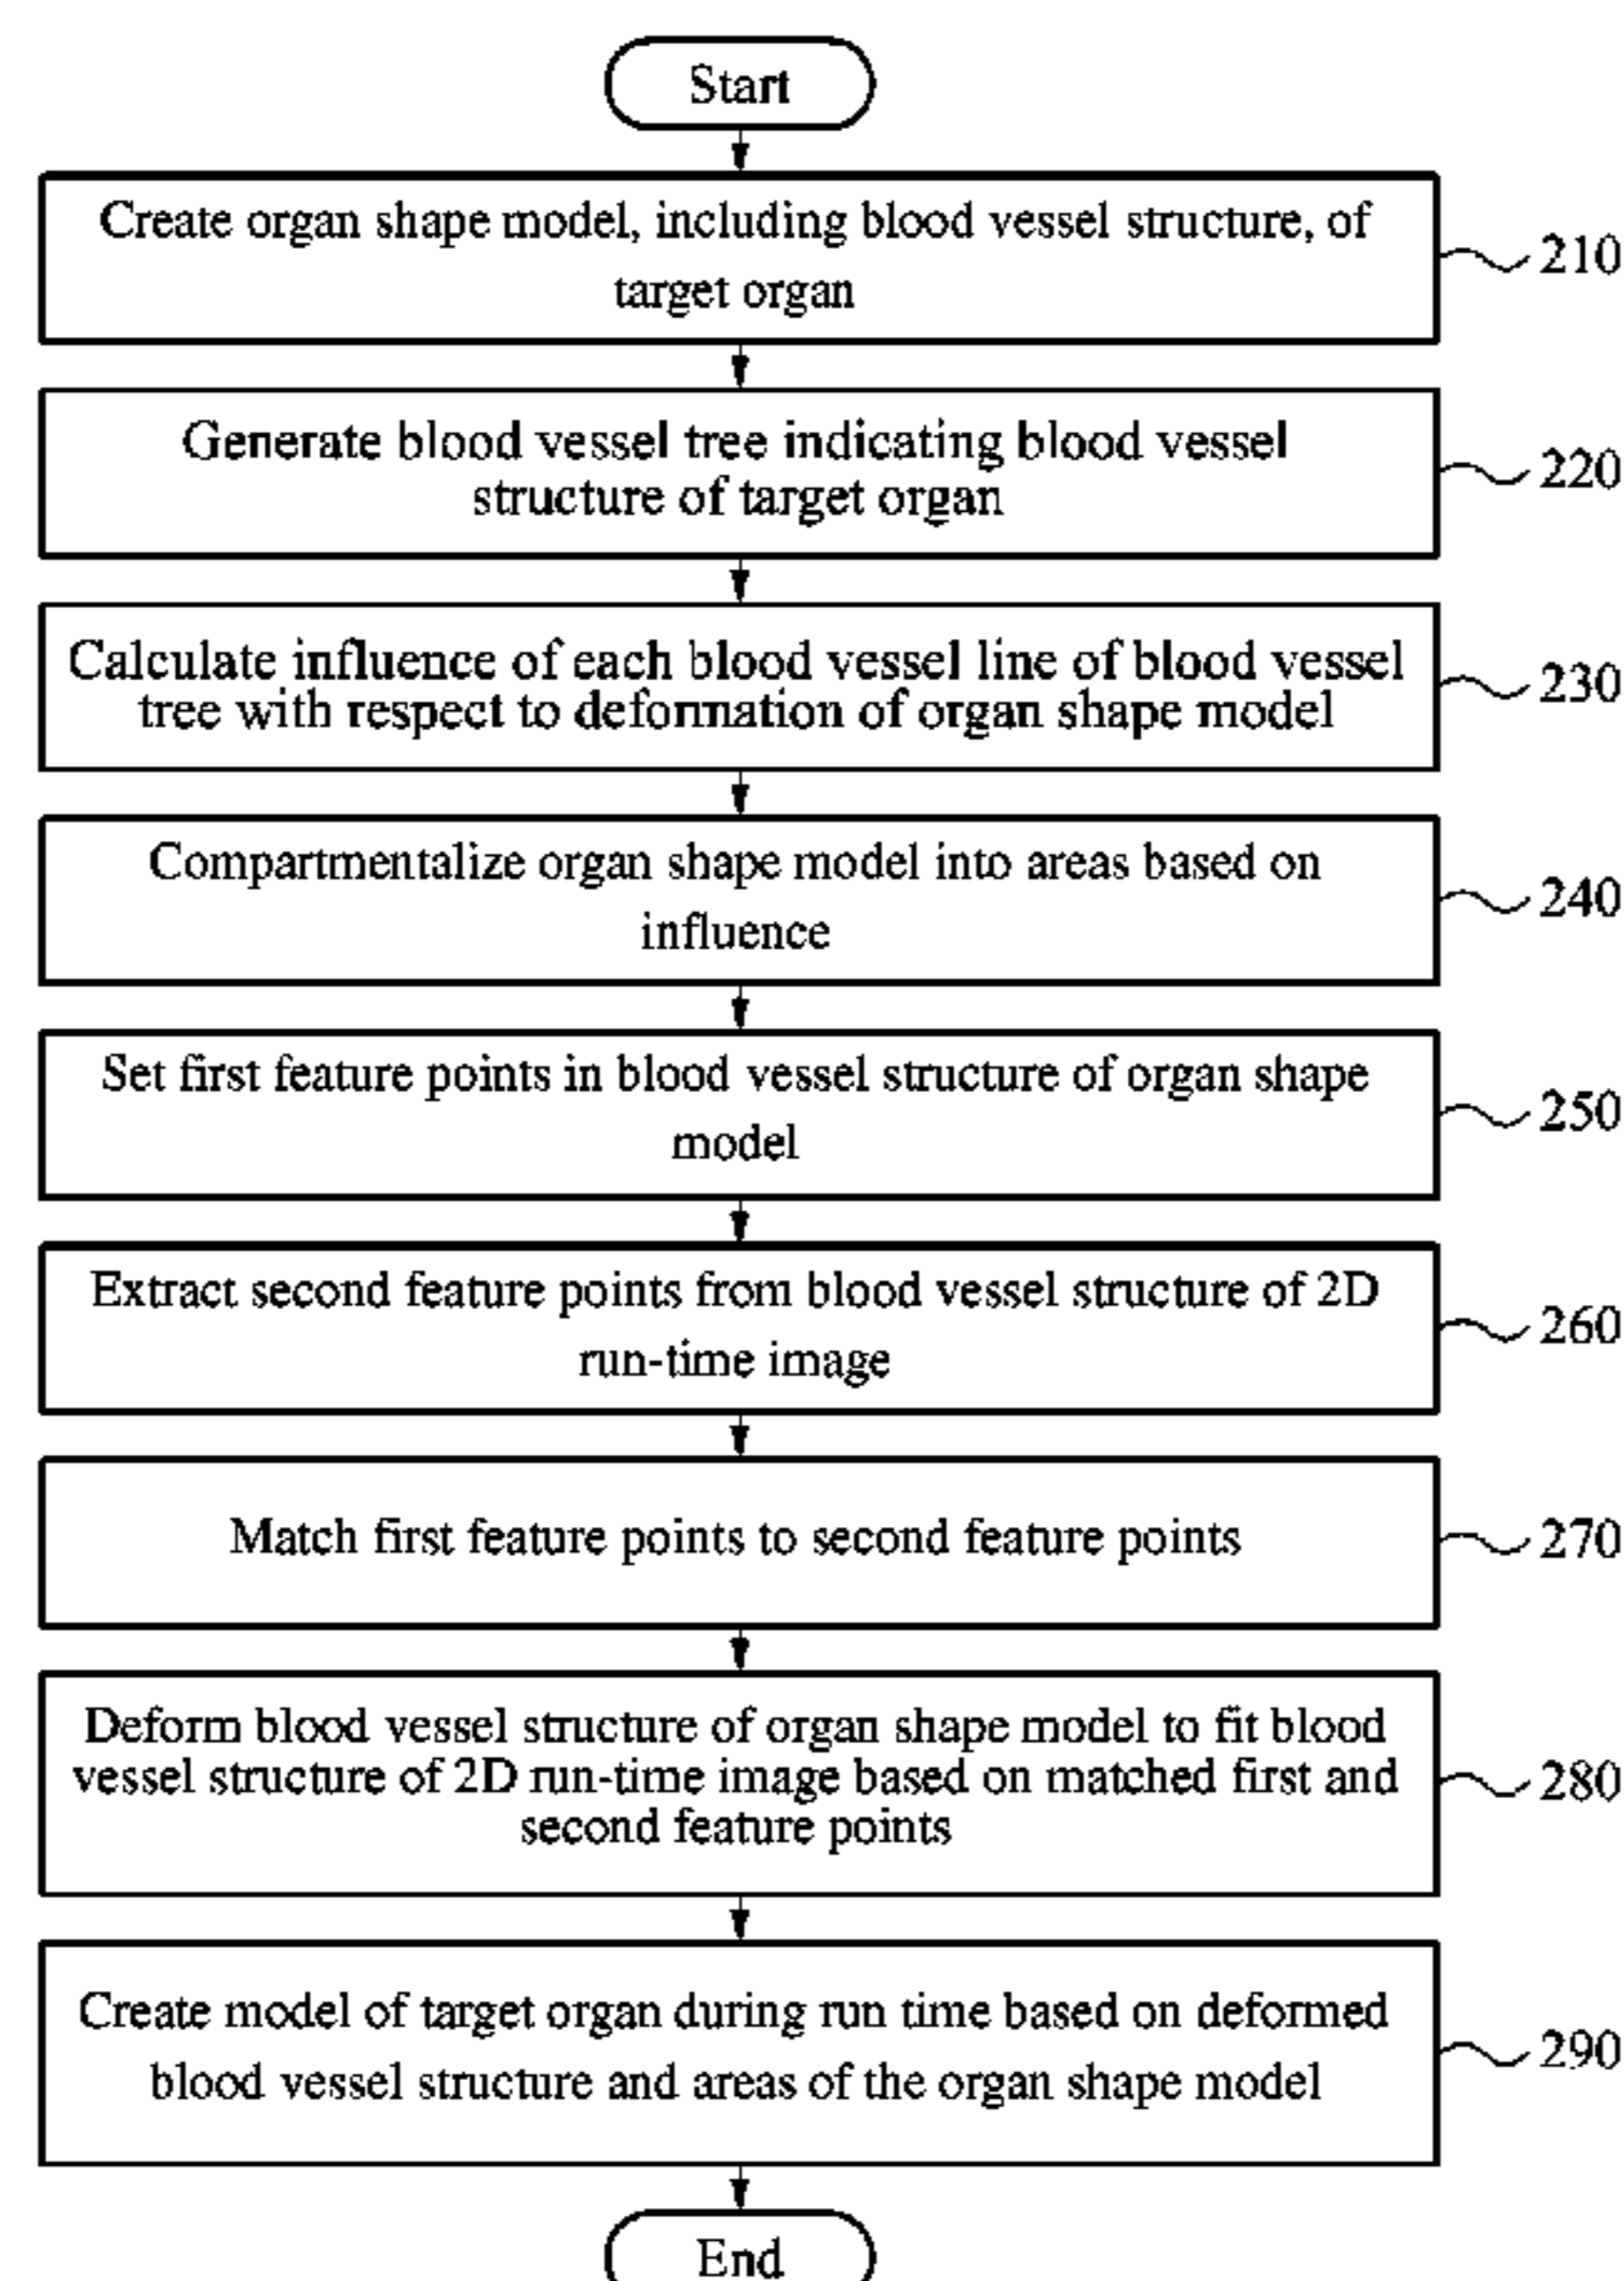 Start
Create organ shape model, including blood vessel structure, of
target organ
210
Generate blood vessel tree indicating blood vessel
structure of target organ
220
Calculate influence of each blood vessel line of blood vessel
tree with respect to deformation of organ shape model
230
Compartmentalize organ shape model into areas based on
influence
240
Set first feature points in blood vessel structure of organ shape
model
250
Extract second feature points from blood vessel structure of 2D
run-time image
260
Match first feature points to second feature points
270
Deform blood vessel structure of organ shape model to fit blood
vessel structure of 2D run-time image based on matched first and
second feature points
280
Create model of target organ during run time based on deformed
blood vessel structure and areas of the organ shape model
290
End